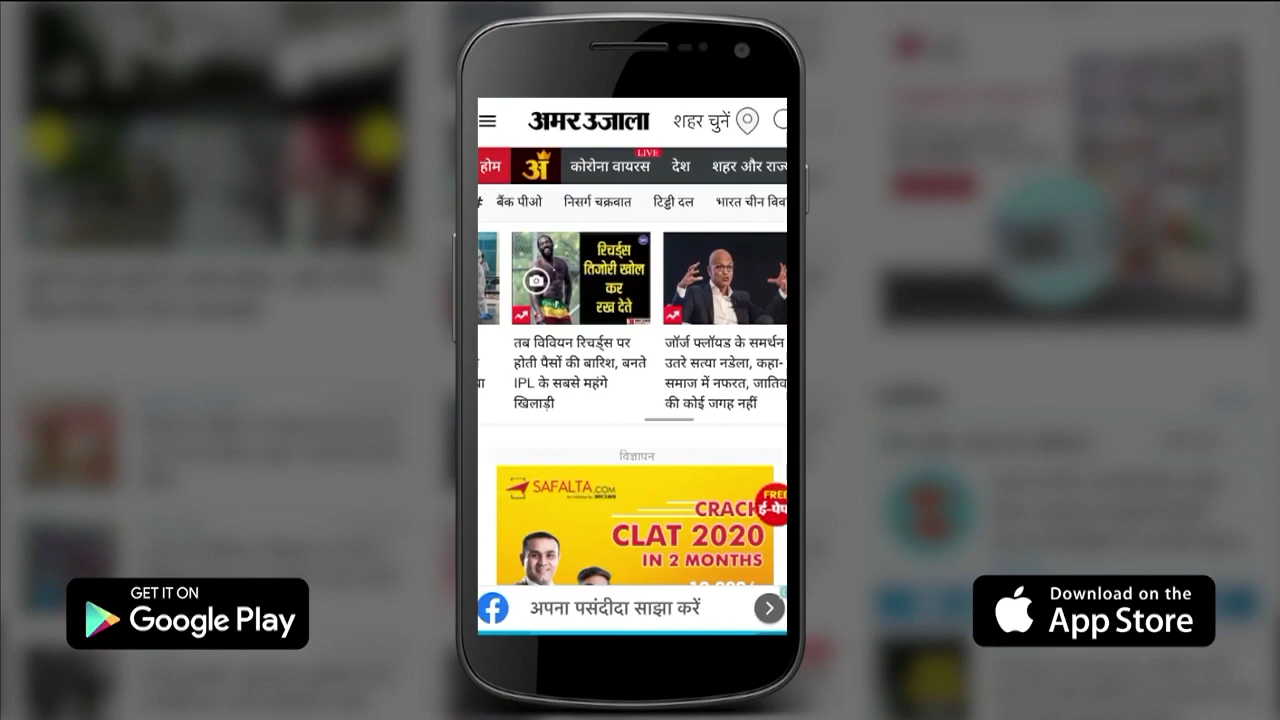 अमर उजाला
शहर चुनें
LIVE
होम
अ
कोरोना वायरस
देश
शहर और राज्
# बैंक पीओ
निसर्ग चक्रवात
टिड्डी दल
भारत चीन विव
रिचर्ड्स
तिजोरी खोल
कर
रख देते
तब विवियन रिचर्ड्स पर
होती पैसों की बारिश, बनते
IPL के सबसे महंगे
खिलाड़ी
जॉर्ज फ्लॉयड के समर्थन
उतरे सत्या नडेला, कहा-
समाज में नफरत, जातिव
की कोई जगह नहीं
विज्ञापन
SAFALTA.COM
CRACK
FREE
ई-पेप
CLAT 2020
IN 2 MONTHS
अपना पसंदीदा साझा करें
GET IT ON
Google Play
Download on the
App Store